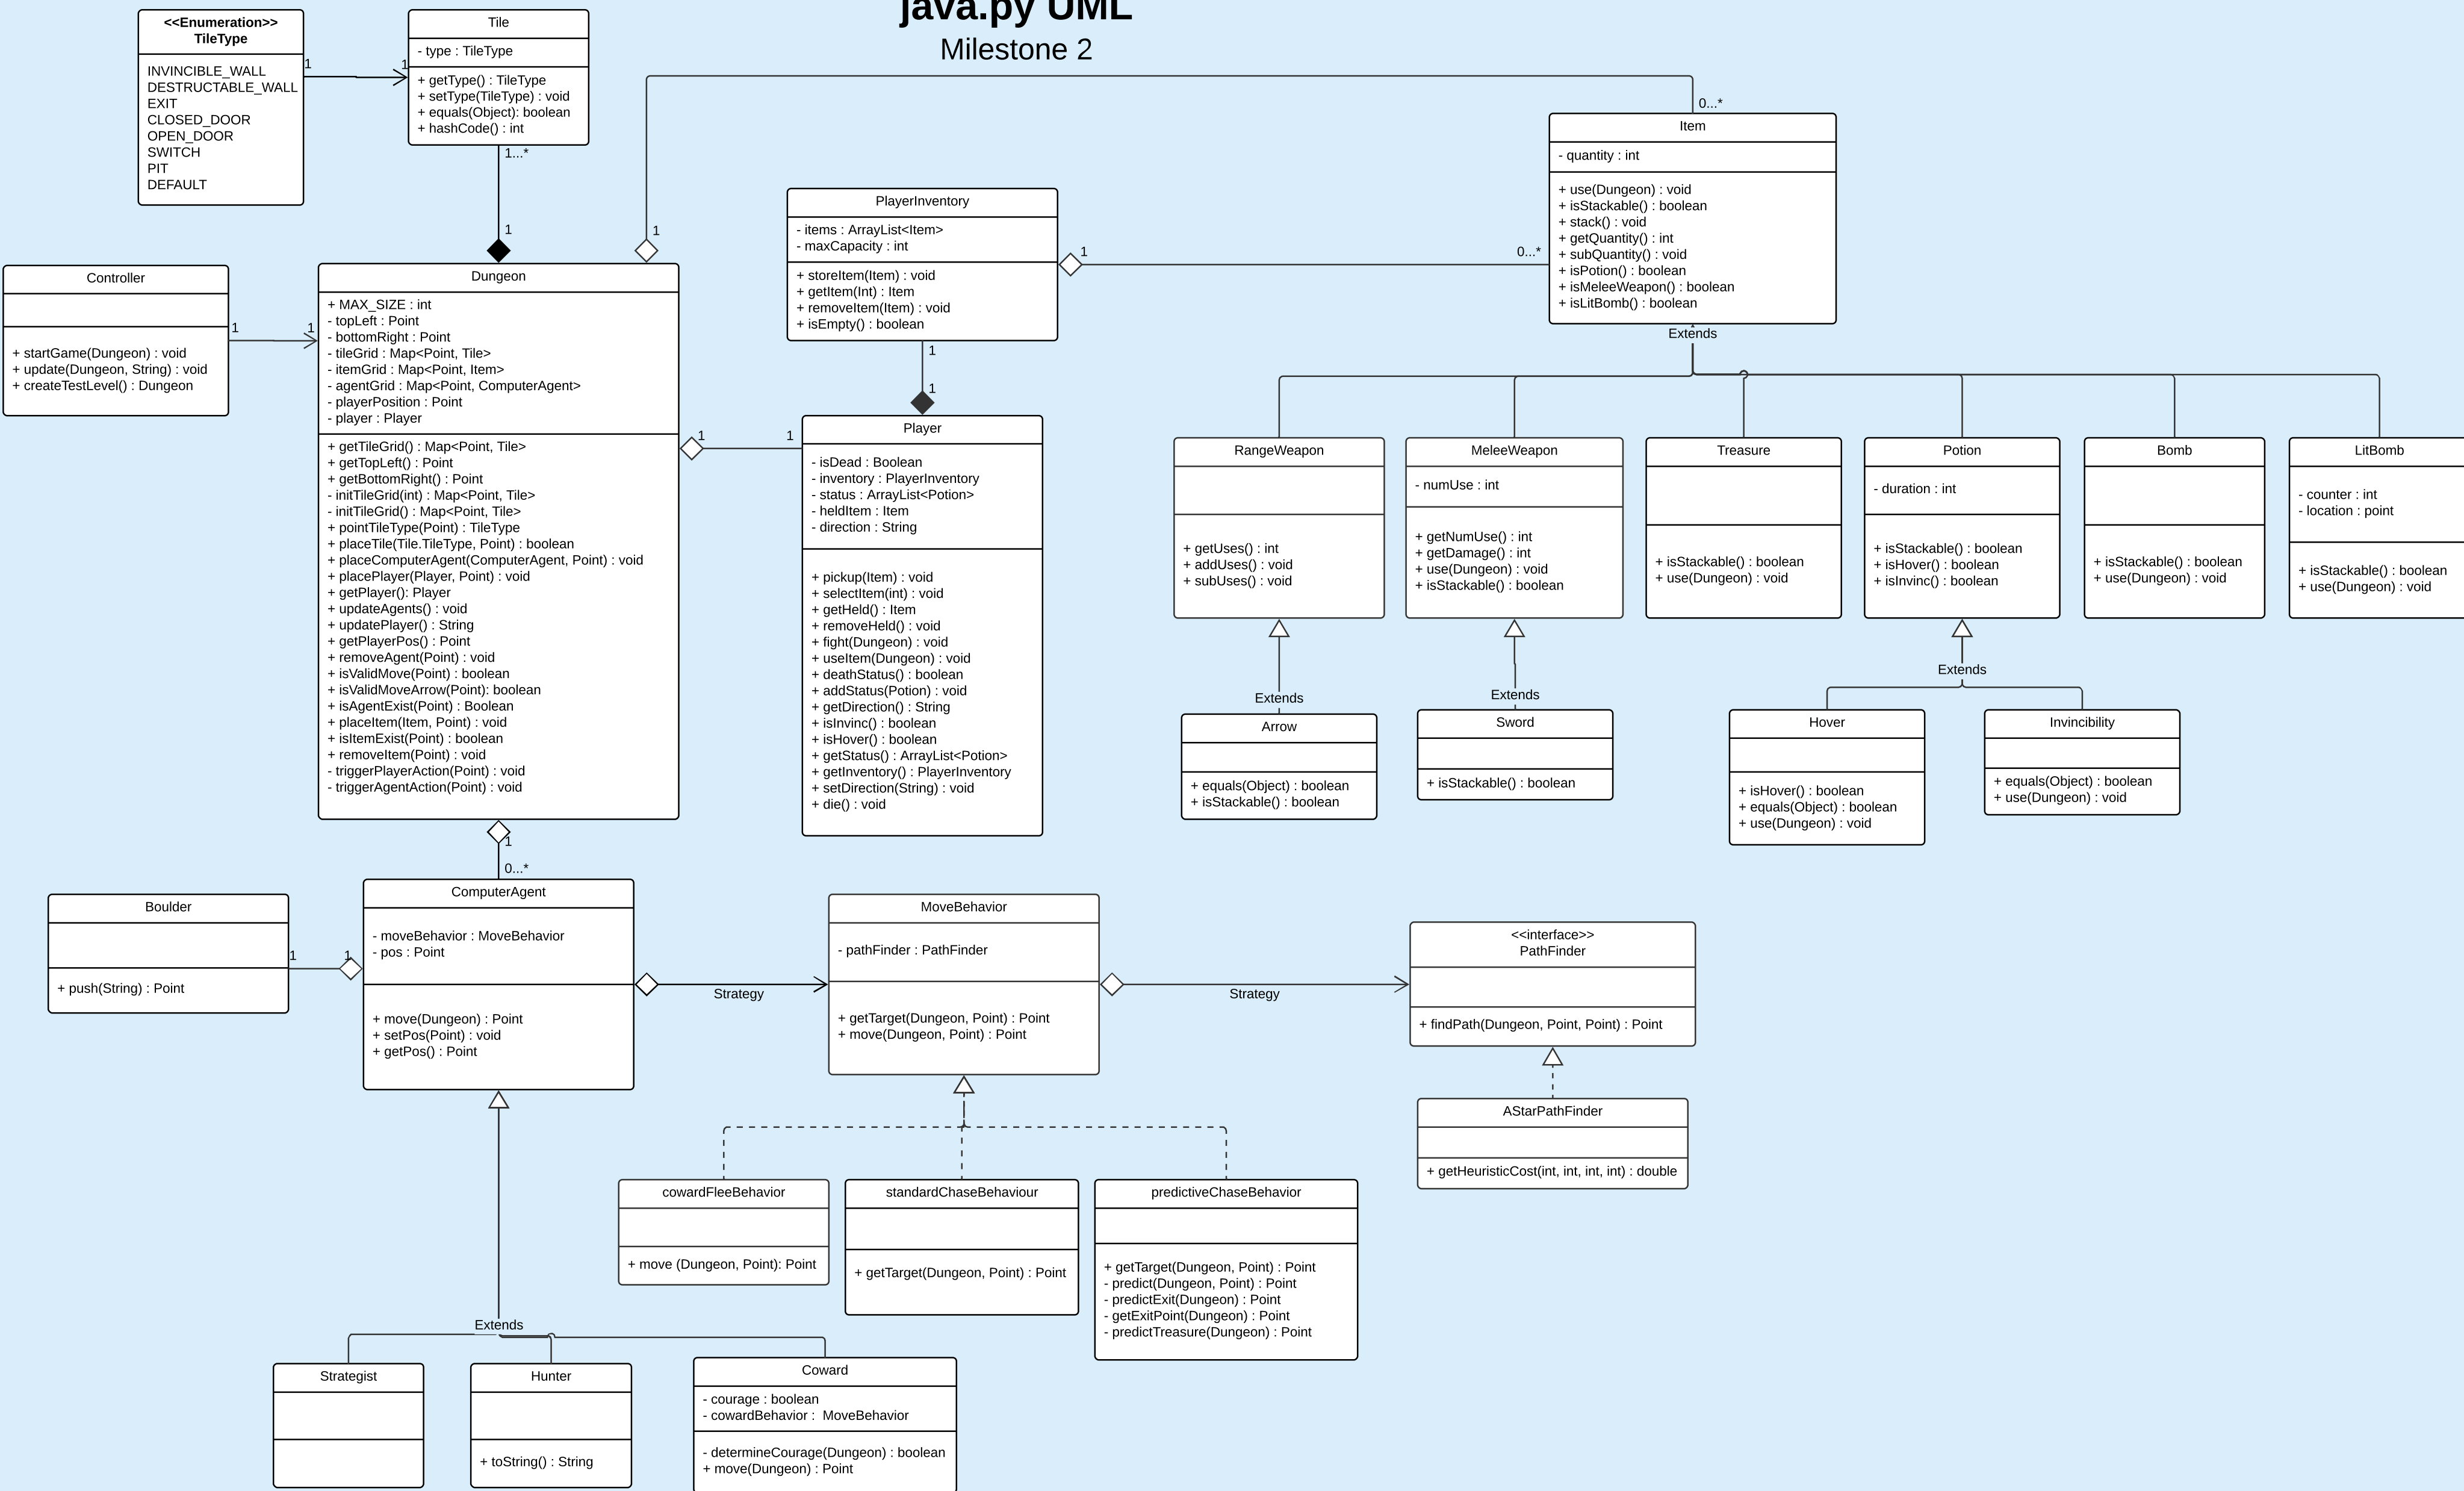 java.py UML
Milestone 2
<<Enumeration>>
TileType
INVINCIBLE_WALL
DESTRUCTABLE_WALL
EXIT
CLOSED_DOOR
OPEN_DOOR
SWITCH
PIT
DEFAULT
1
1
Tile
- type : TileType
+ getType() : TileType
+ setType(TileType) : void
+ equals(Object): boolean
+ hashCode() : int
1...*
1
1
0...*
Item
- quantity : int
+ use(Dungeon) : void
+ isStackable() : boolean
+ stack() : void
+ getQuantity() : int
+ subQuantity() : void
+ isPotion() : boolean
+ isMeleeWeapon() : boolean
+ isLitBomb() : boolean
Extends
PlayerInventory
- items : ArrayList<Item>
- maxCapacity : int
+ storeItem(Item) : void
+ getItem(Int) : Item
+ removeItem(Item) : void
+ isEmpty() : boolean
1
0...*
1
1
Controller
+ startGame(Dungeon) : void
+ update(Dungeon, String) : void
+ createTestLevel() : Dungeon
1
1
Dungeon
+ MAX_SIZE : int
- topLeft : Point
- bottomRight : Point
- tileGrid : Map<Point, Tile>
- itemGrid : Map<Point, Item>
- agentGrid : Map<Point, ComputerAgent>
- playerPosition : Point
- player : Player
+ getTileGrid() : Map<Point, Tile>
+ getTopLeft() : Point
+ getBottomRight() : Point
- initTileGrid(int) : Map<Point, Tile>
- initTileGrid() : Map<Point, Tile>
+ pointTileType(Point) : TileType
+ placeTile(Tile.TileType, Point) : boolean
+ placeComputerAgent(ComputerAgent, Point) : void
+ placePlayer(Player, Point) : void
+ getPlayer(): Player
+ updateAgents() : void
+ updatePlayer() : String
+ getPlayerPos() : Point
+ removeAgent(Point) : void
+ isValidMove(Point) : boolean
+ isValidMoveArrow(Point): boolean
+ isAgentExist(Point) : Boolean
+ placeItem(Item, Point) : void
+ isItemExist(Point) : boolean
+ removeItem(Point) : void
- triggerPlayerAction(Point) : void
- triggerAgentAction(Point) : void
1
1
Player
- isDead : Boolean
- inventory : PlayerInventory
- status : ArrayList<Potion>
- heldItem : Item
- direction : String
+ pickup(Item) : void
+ selectItem(int) : void
+ getHeld() : Item
+ removeHeld() : void
+ fight(Dungeon) : void
+ useItem(Dungeon) : void
+ deathStatus() : boolean
+ addStatus(Potion) : void
+ getDirection() : String
+ isInvinc() : boolean
+ isHover() : boolean
+ getStatus() : ArrayList<Potion>
+ getInventory() : PlayerInventory
+ setDirection(String) : void
+ die() : void
RangeWeapon
+ getUses() : int
+ addUses() : void
+ subUses() : void
MeleeWeapon
- numUse : int
+ getNumUse() : int
+ getDamage() : int
+ use(Dungeon) : void
+ isStackable() : boolean
Treasure
+ isStackable() : boolean
+ use(Dungeon) : void
Potion
- duration : int
+ isStackable() : boolean
+ isHover() : boolean
+ isInvinc() : boolean
Bomb
+ isStackable() : boolean
+ use(Dungeon) : void
LitBomb
- counter : int
- location : point
+ isStackable() : boolean
+ use(Dungeon) : void
Extends
Extends
Extends
Arrow
+ equals(Object) : boolean
+ isStackable() : boolean
Sword
+ isStackable() : boolean
Hover
+ isHover() : boolean
+ equals(Object) : boolean
+ use(Dungeon) : void
Invincibility
+ equals(Object) : boolean
+ use(Dungeon) : void
1
0...*
Boulder
+ push(String) : Point
1
1
ComputerAgent
- moveBehavior : MoveBehavior
- pos : Point
+ move(Dungeon) : Point
+ setPos(Point) : void
+ getPos() : Point
Strategy
MoveBehavior
- pathFinder : PathFinder
+ getTarget(Dungeon, Point) : Point
+ move(Dungeon, Point) : Point
Strategy
<<interface>>
PathFinder
+ findPath(Dungeon, Point, Point) : Point
AStarPathFinder
+ getHeuristicCost(int, int, int, int) : double
cowardFleeBehavior
+ move (Dungeon, Point): Point
standardChaseBehaviour
+ getTarget(Dungeon, Point) : Point
predictiveChaseBehavior
+ getTarget(Dungeon, Point) : Point
- predict(Dungeon, Point) : Point
- predictExit(Dungeon) : Point
- getExitPoint(Dungeon) : Point
- predictTreasure(Dungeon) : Point
Extends
Strategist
Hunter
+ toString() : String
Coward
- courage : boolean
- cowardBehavior :  MoveBehavior
- determineCourage(Dungeon) : boolean
+ move(Dungeon) : Point